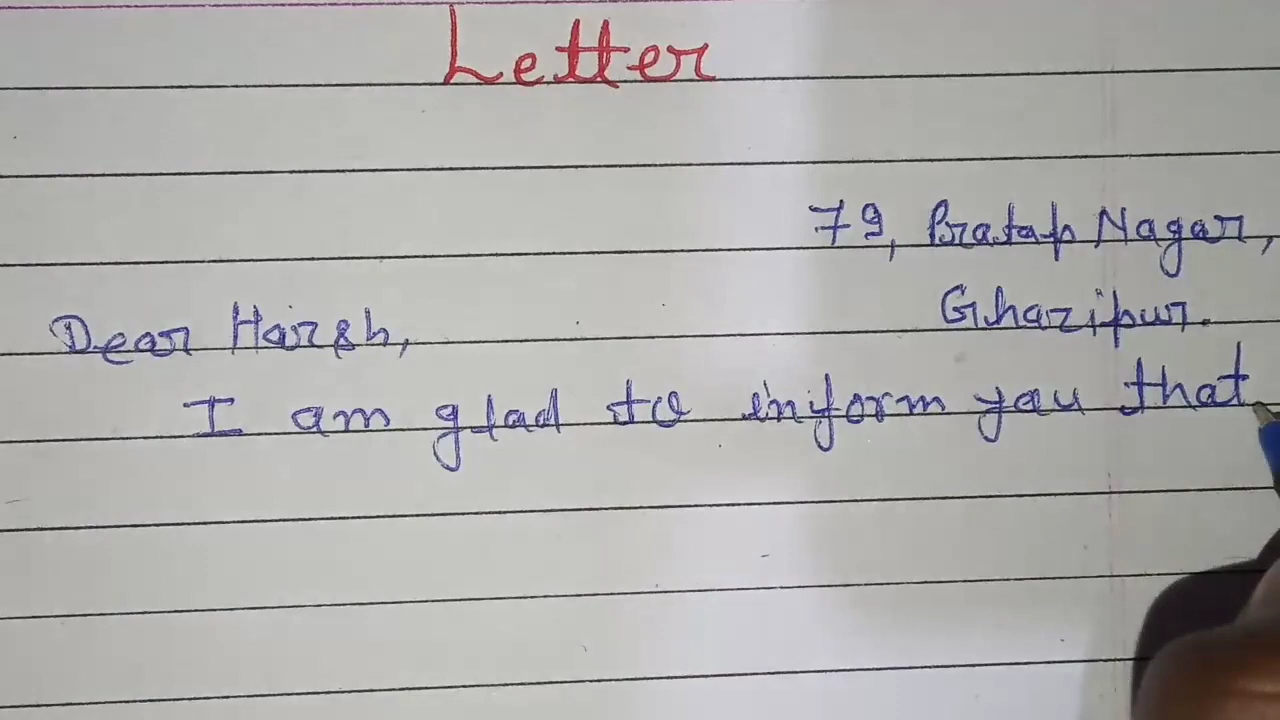 Letter
79, Pratap Nagar,
Ghazipur.
Dear Harsh,
I am glad to inform you that